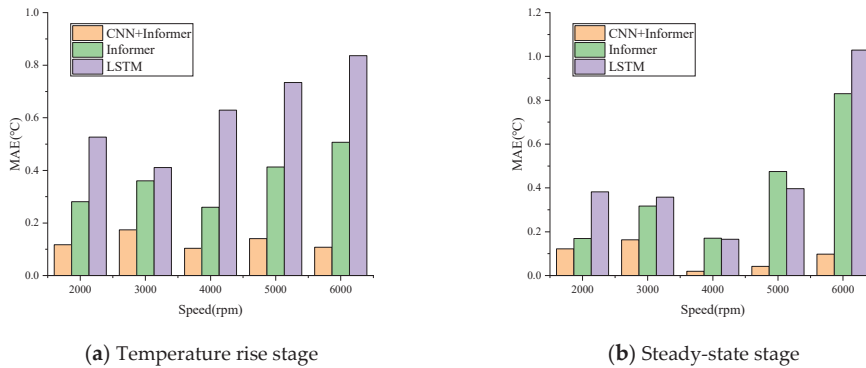 1.0
0.8
0.6
0.4
0.2
0.0
MAE(℃)
CNN+Informer
Informer
LSTM
2000 3000 4000 5000 6000
Speed(rpm)
(a) Temperature rise stage
1.2
1.0
0.8
0.6
0.4
0.2
0.0
MAE(℃)
CNN+Informer
Informer
LSTM
2000 3000 4000 5000 6000
Speed(rpm)
(b) Steady-state stage